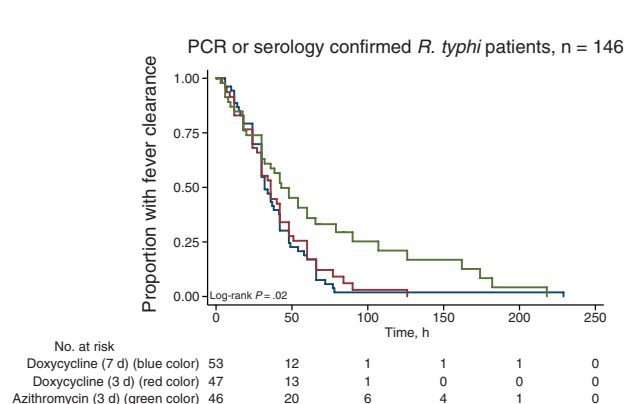 PCR or serology confirmed R. typhi patients, n = 146
Proportion with fever clearance
1.00
0.75
0.50
0.25
0.00
Log-rank P = .02
0 50 100 150 200 250
Time, h
No. at risk
Doxycycline (7 d) (blue color) 53 12 1 1 1 0
Doxycycline (3 d) (red color) 47 13 1 0 0 0
Azithromycin (3 d) (green color) 46 20 6 4 1 0